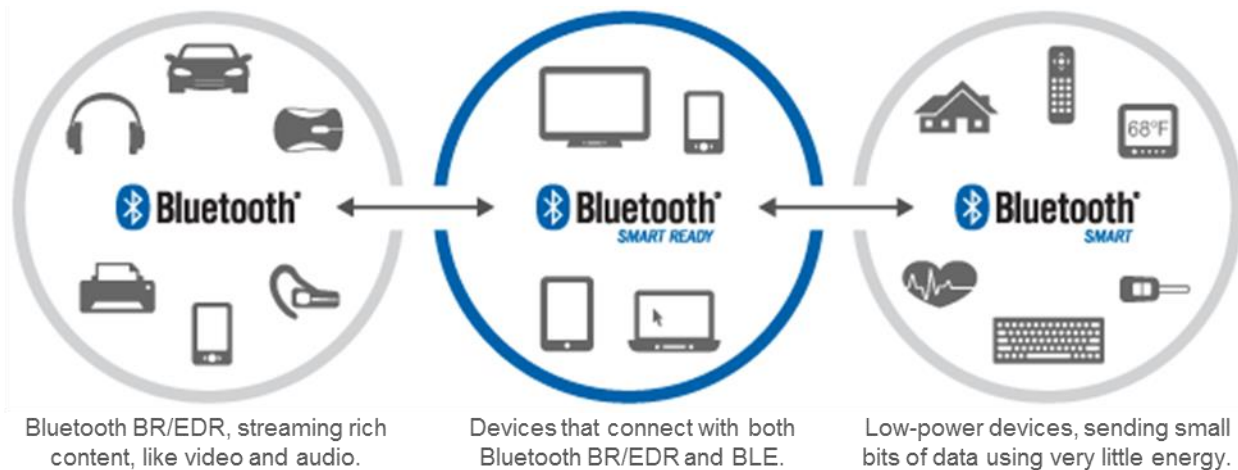 68°F
Bluetooth
Bluetooth
SMART READY
Bluetooth
SMART
Bluetooth BR/EDR, streaming rich
content, like video and audio.
Devices that connect with both
Bluetooth BR/EDR and BLE.
Low-power devices, sending small
bits of data using very little energy.